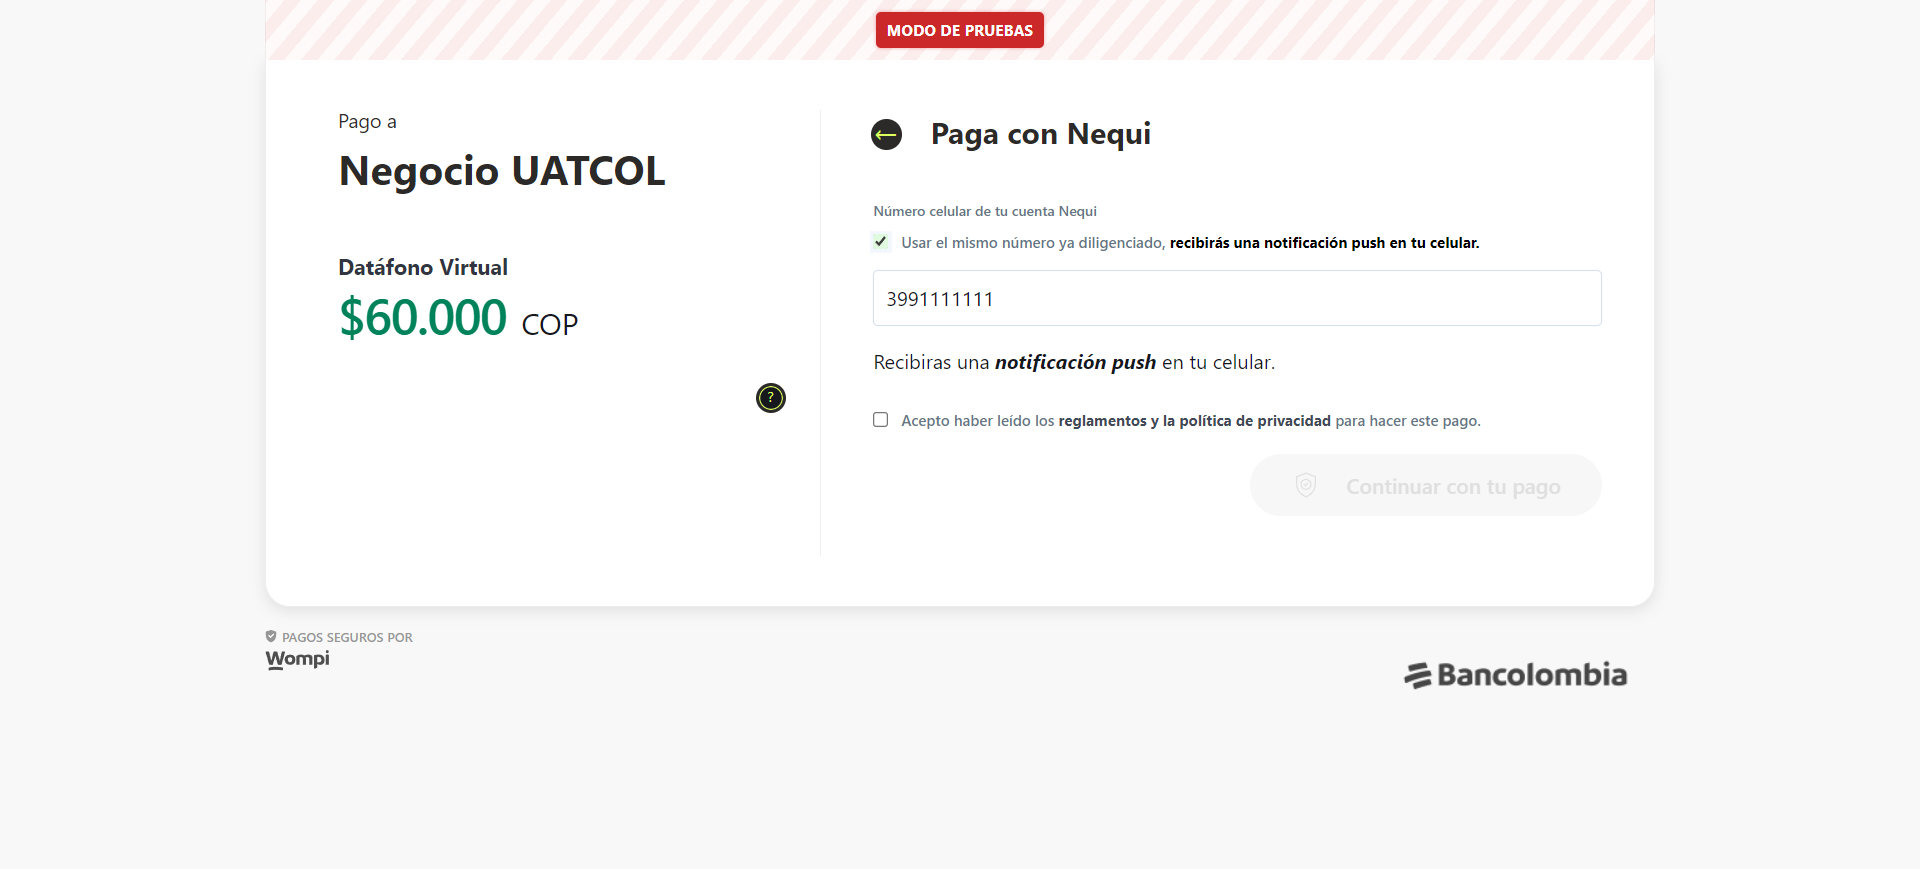 MODO DE PRUEBAS
Pago a
Negocio UATCOL
Datáfono Virtual
$60.000 COP
?
Paga con Nequi
Número celular de tu cuenta Nequi
Usar el mismo número ya diligenciado, recibirás una notificación push en tu celular.
3991111111
Recibiras una notificación push en tu celular.
Acepto haber leído los reglamentos y la política de privacidad para hacer este pago.
Continuar con tu pago
PAGOS SEGUROS POR
Wompi
Bancolombia